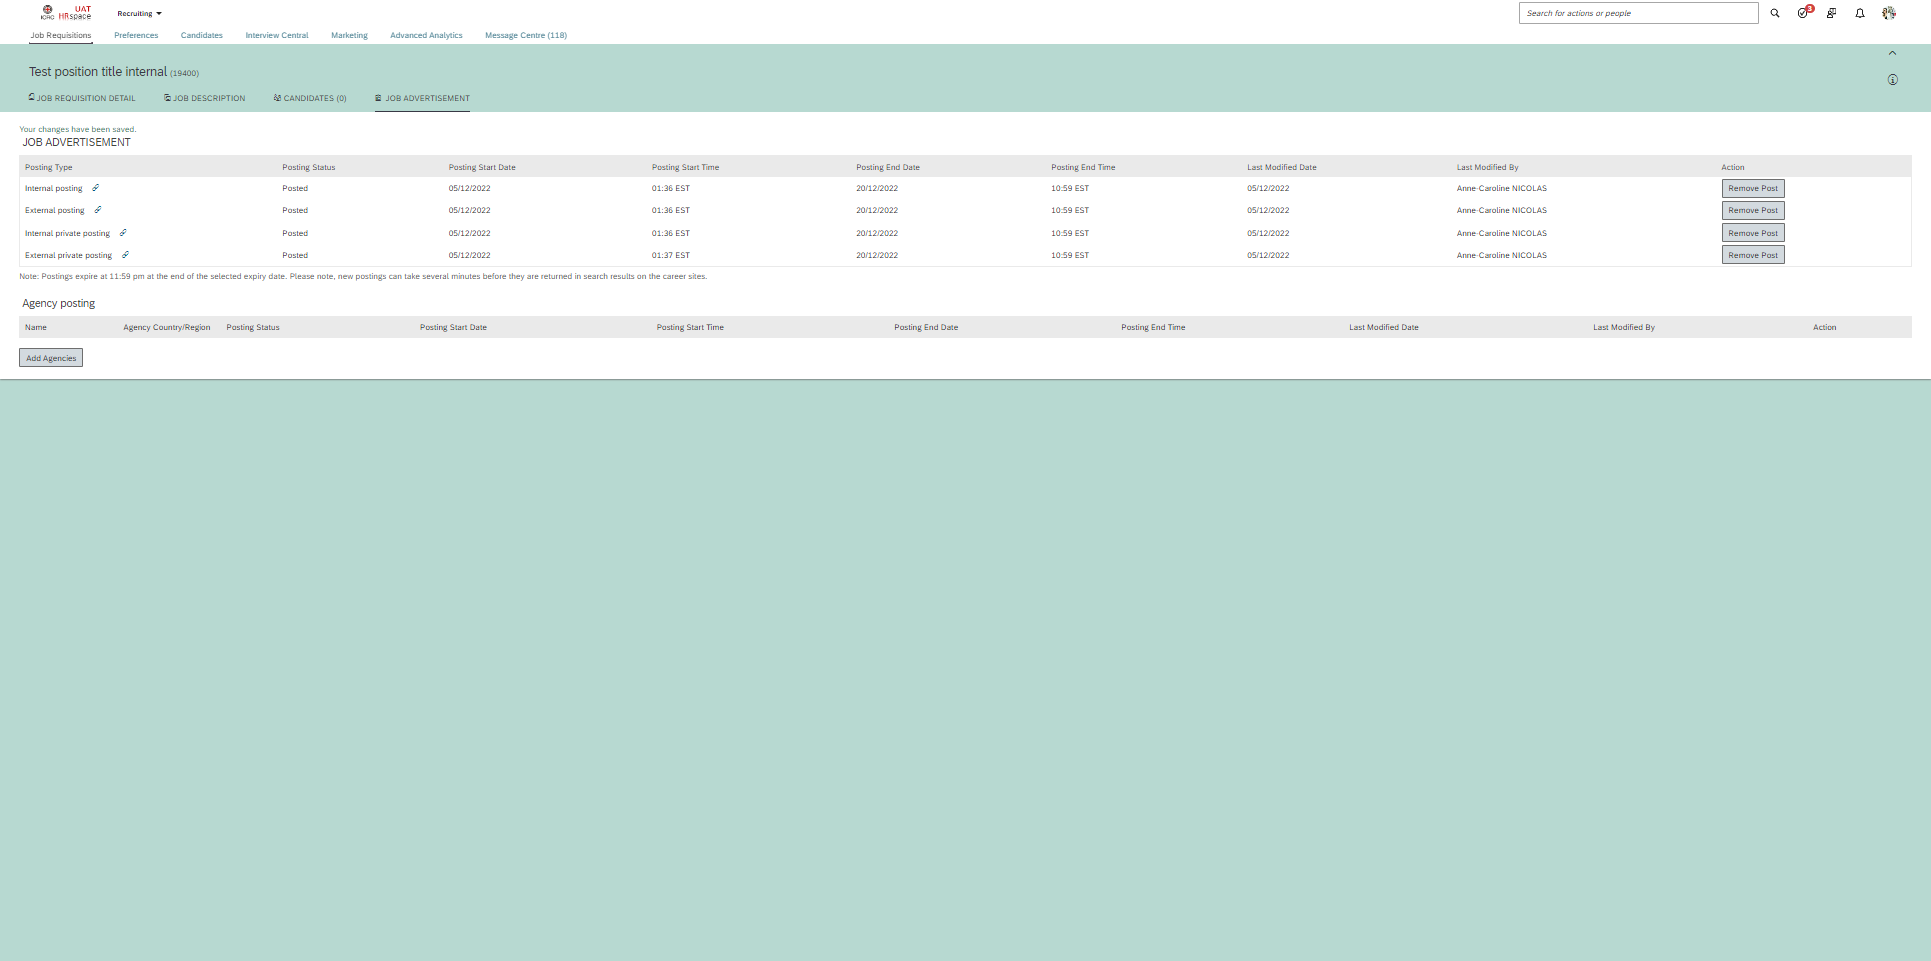 ICRC UAT HRspace Recruiting Search for actions or people 3
Job Requisitions Preferences Candidates Interview Central Marketing Advanced Analytics Message Centre (118)
Test position title internal (19400)
JOB REQUISITION DETAIL JOB DESCRIPTION CANDIDATES (0) JOB ADVERTISEMENT
Your changes have been saved.
JOB ADVERTISEMENT
Posting Type Posting Status Posting Start Date Posting Start Time Posting End Date Posting End Time Last Modified Date Last Modified By Action
Internal posting Posted 05/12/2022 01:36 EST 20/12/2022 10:59 EST 05/12/2022 Anne-Caroline NICOLAS Remove Post
External posting Posted 05/12/2022 01:36 EST 20/12/2022 10:59 EST 05/12/2022 Anne-Caroline NICOLAS Remove Post
Internal private posting Posted 05/12/2022 01:36 EST 20/12/2022 10:59 EST 05/12/2022 Anne-Caroline NICOLAS Remove Post
External private posting Posted 05/12/2022 01:37 EST 20/12/2022 10:59 EST 05/12/2022 Anne-Caroline NICOLAS Remove Post
Note: Postings expire at 11:59 pm at the end of the selected expiry date. Please note, new postings can take several minutes before they are returned in search results on the career sites.
Agency posting
Name Agency Country/Region Posting Status Posting Start Date Posting Start Time Posting End Date Posting End Time Last Modified Date Last Modified By Action
Add Agencies